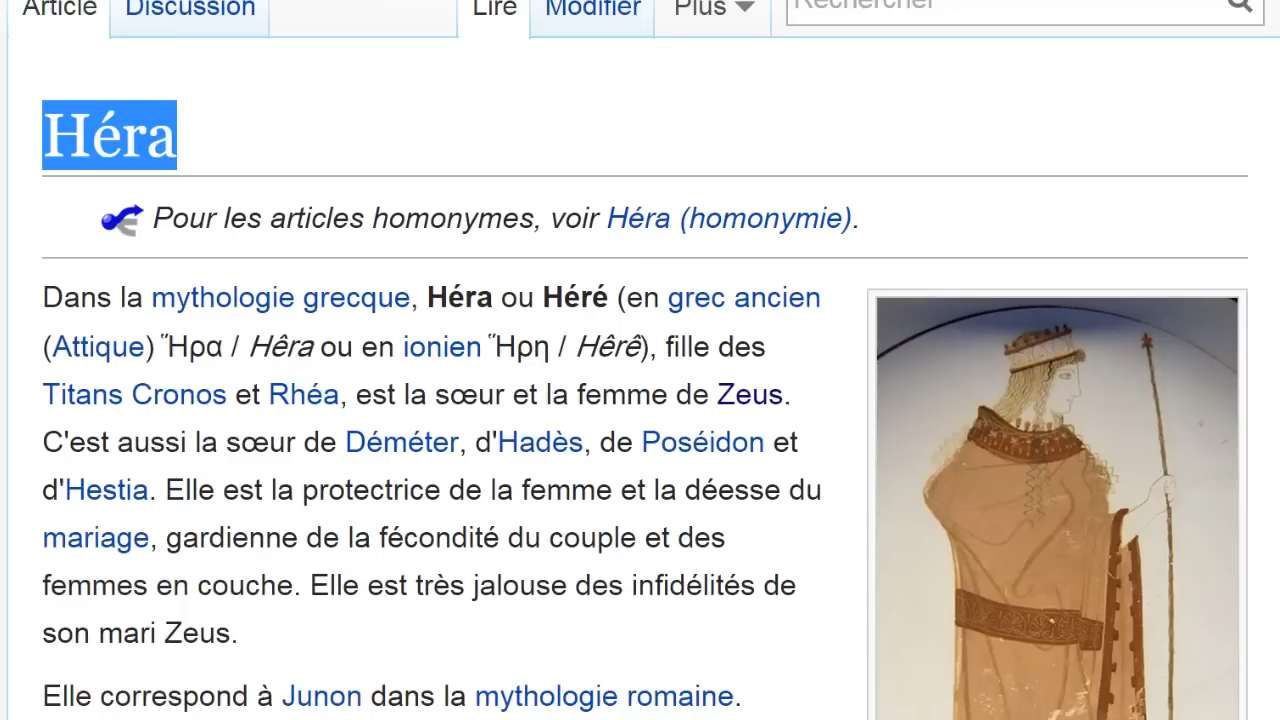 Article Discussion Lire Modifier Plus Rechercher
Héra
Pour les articles homonymes, voir Héra (homonymie).
Dans la mythologie grecque, Héra ou Héré (en grec ancien
(Attique) Ἥρα / Hêra ou en ionien Ἥρη / Hêrê), fille des
Titans Cronos et Rhéa, est la sœur et la femme de Zeus.
C'est aussi la sœur de Déméter, d'Hadès, de Poséidon et
d'Hestia. Elle est la protectrice de la femme et la déesse du
mariage, gardienne de la fécondité du couple et des
femmes en couche. Elle est très jalouse des infidélités de
son mari Zeus.
Elle correspond à Junon dans la mythologie romaine.